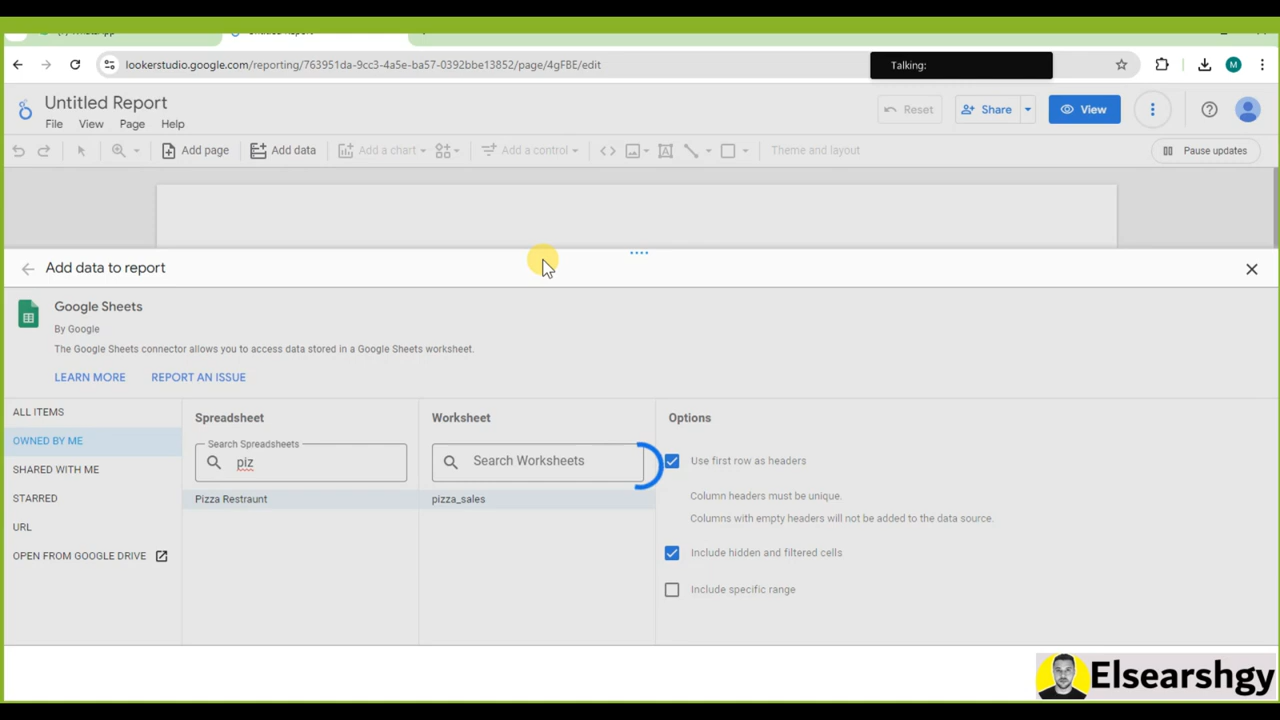 lookerstudio.google.com/reporting/763951da-9cc3-4a5e-ba57-0392bbe13852/page/4gFBE/edit
Talking:
M
Untitled Report
Reset
Share
View
File View Page Help
Add page
Add data
Add a chart
Add a control
Theme and layout
Pause updates
Add data to report
Google Sheets
By Google
The Google Sheets connector allows you to access data stored in a Google Sheets worksheet.
LEARN MORE REPORT AN ISSUE
ALL ITEMS
OWNED BY ME
SHARED WITH ME
STARRED
URL
OPEN FROM GOOGLE DRIVE
Spreadsheet
Search Spreadsheets
piz
Pizza Restraunt
Worksheet
Search Worksheets
pizza_sales
Options
Use first row as headers
Column headers must be unique.
Columns with empty headers will not be added to the data source.
Include hidden and filtered cells
Include specific range
Elsearshgy